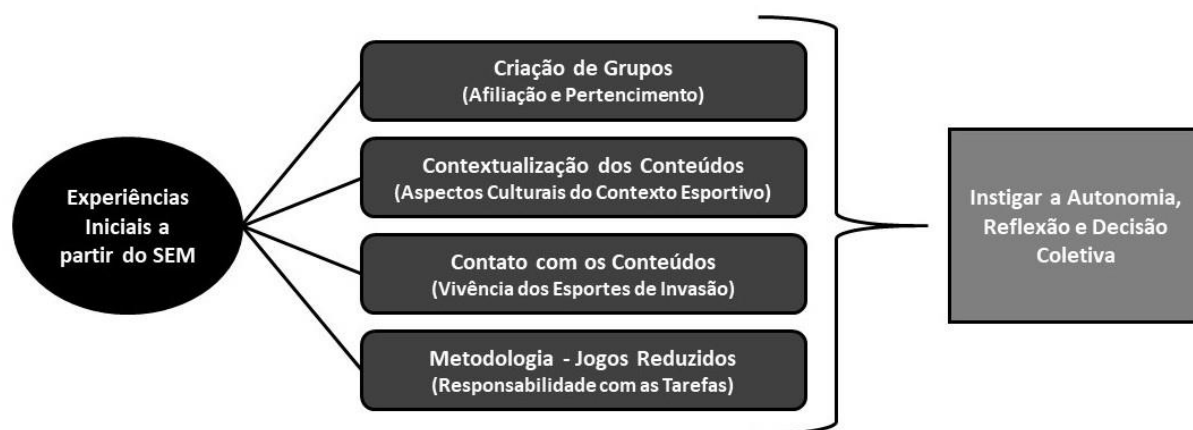 Experiências
Iniciais a
partir do SEM
Criação de Grupos
(Afiliação e Pertencimento)
Contextualização dos Conteúdos
(Aspectos Culturais do Contexto Esportivo)
Contato com os Conteúdos
(Vivência dos Esportes de Invasão)
Metodologia - Jogos Reduzidos
(Responsabilidade com as Tarefas)
Instigar a Autonomia,
Reflexão e Decisão
Coletiva